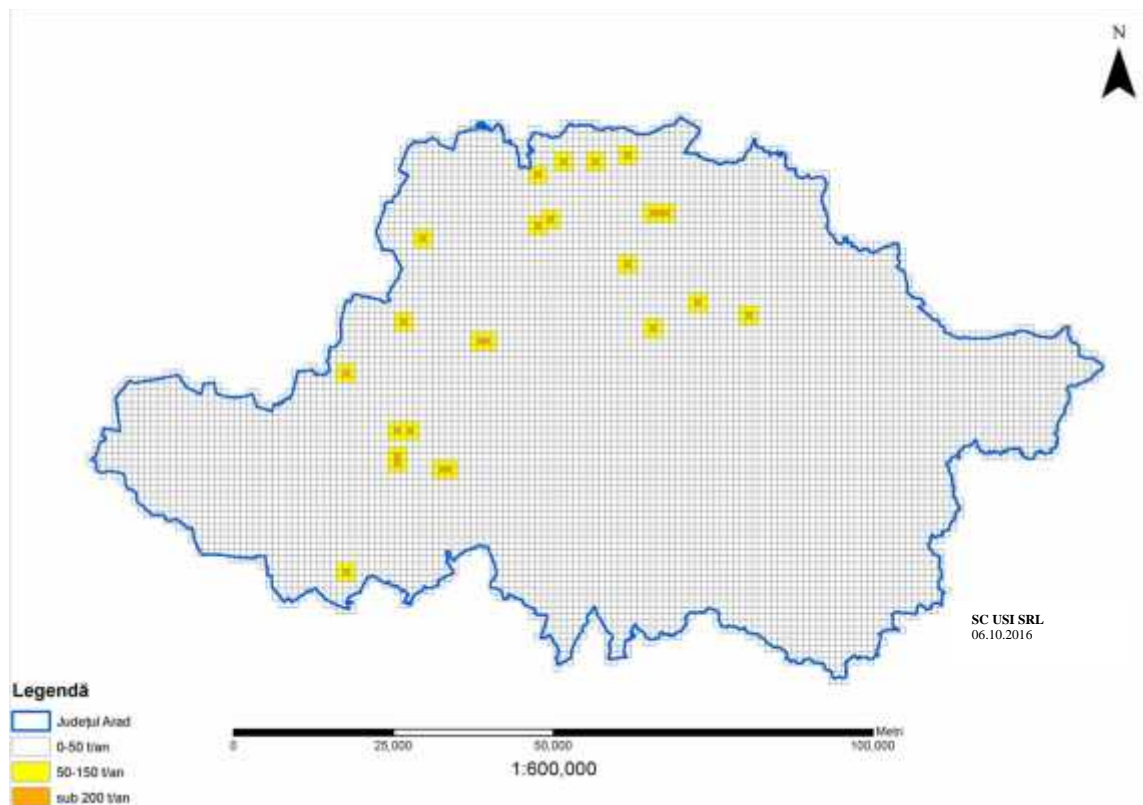 N
SC USI SRL
06.10.2016
Legendă
Județul Arad
0-50 t/an
50-150 t/an
sub 200 t/an
0 25,000 50,000 100,000 Metri
1:600,000